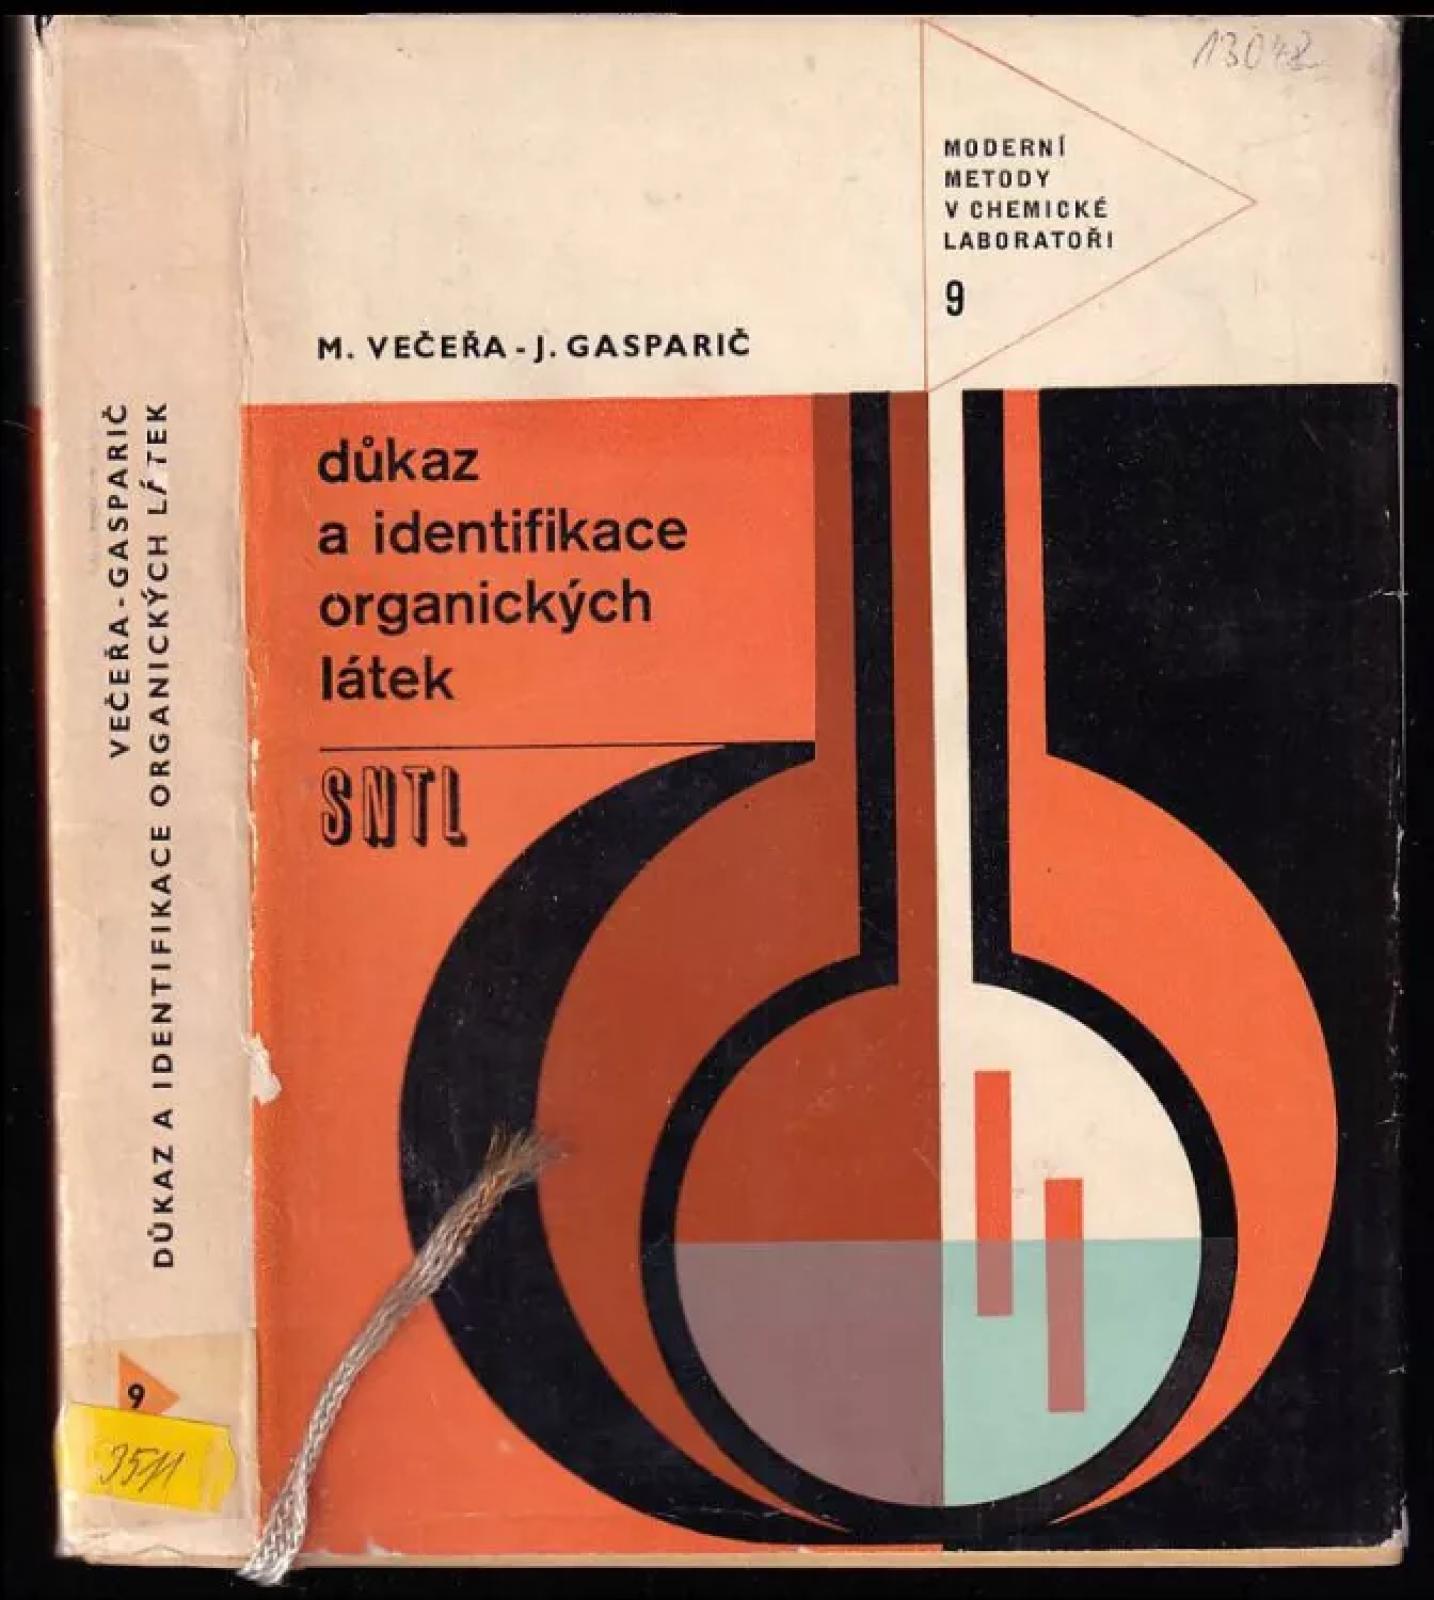 13042
MODERNÍ
METODY
V CHEMICKÉ
LABORATOŘI
9
M. VEČEŘA - J. GASPARIČ
důkaz
a identifikace
organických
látek
SNTL
VEČEŘA - GASPARIČ
DŮKAZ A IDENTIFIKACE ORGANICKÝCH LÁTEK
9
3511